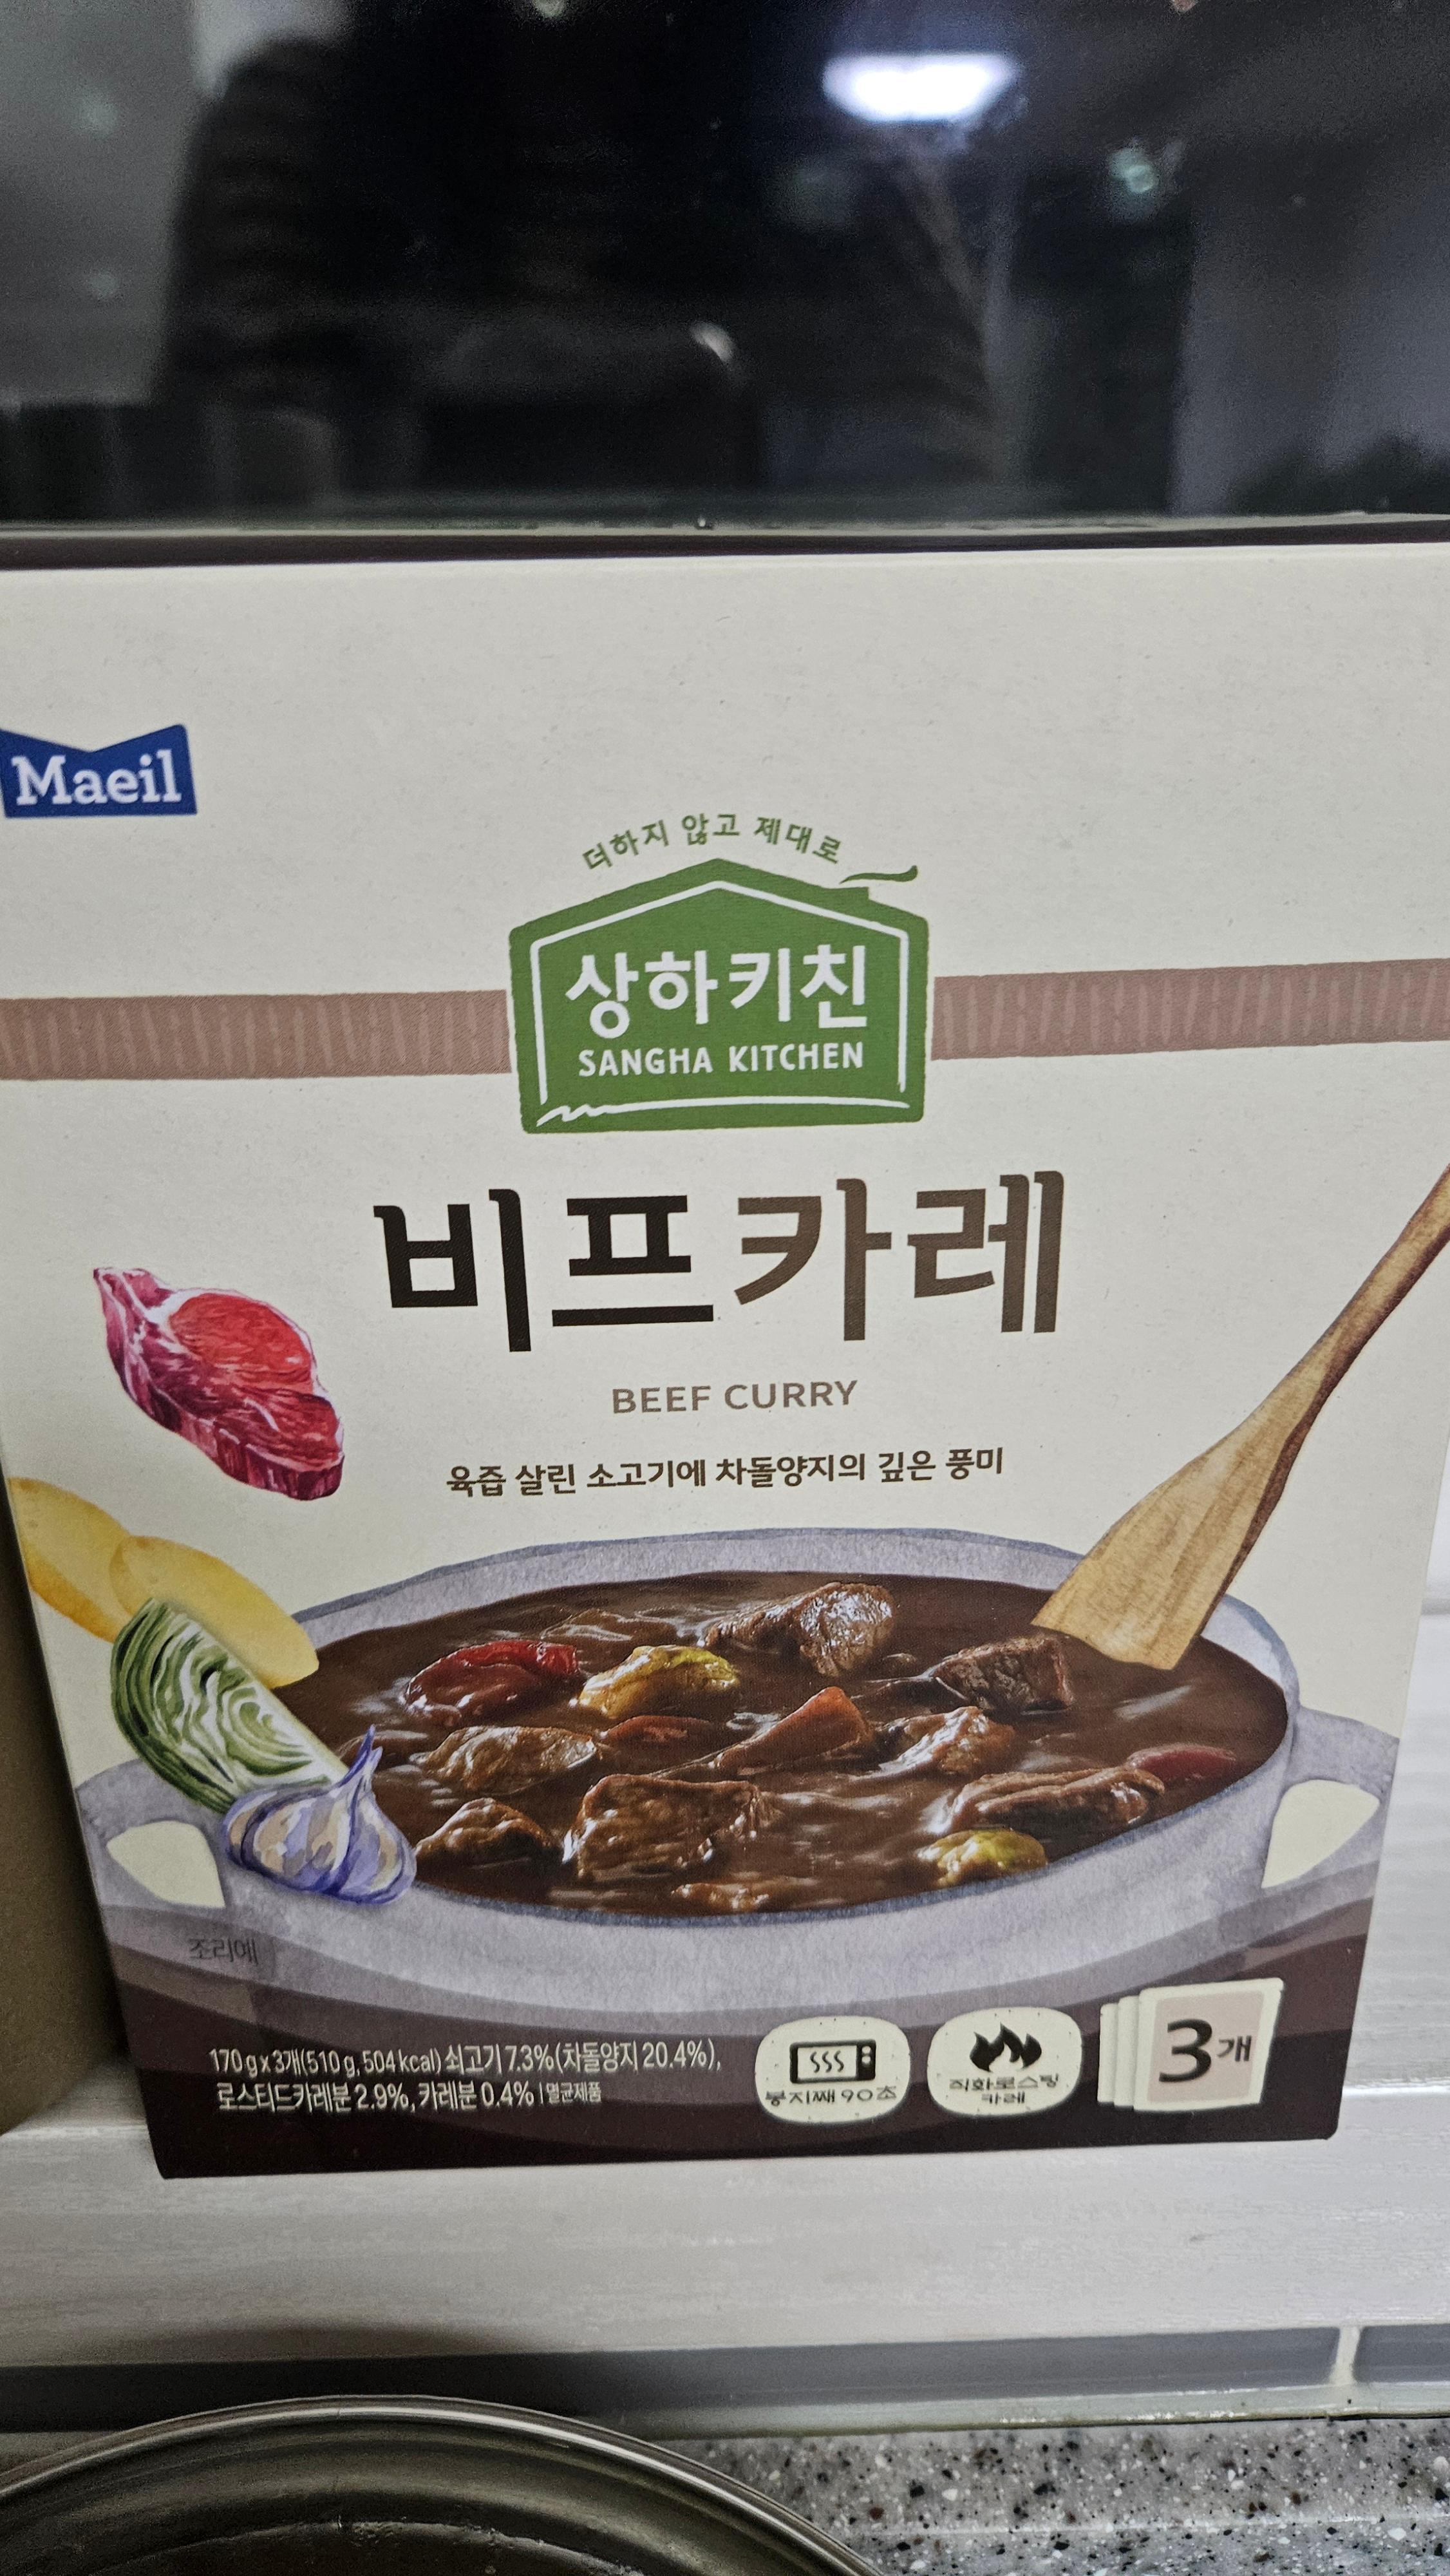 Maeil
더하지 않고 제대로
상하키친
SANGHA KITCHEN
비프카레
BEEF CURRY
육즙 살린 소고기에 차돌양지의 깊은 풍미
조리예
170 g x 3개(510 g, 504 kcal) 쇠고기 7.3%(차돌양지 20.4%),
로스티드카레분 2.9%, 카레분 0.4% | 멸균제품
봉지째 90초
직화로스팅
카레
3개